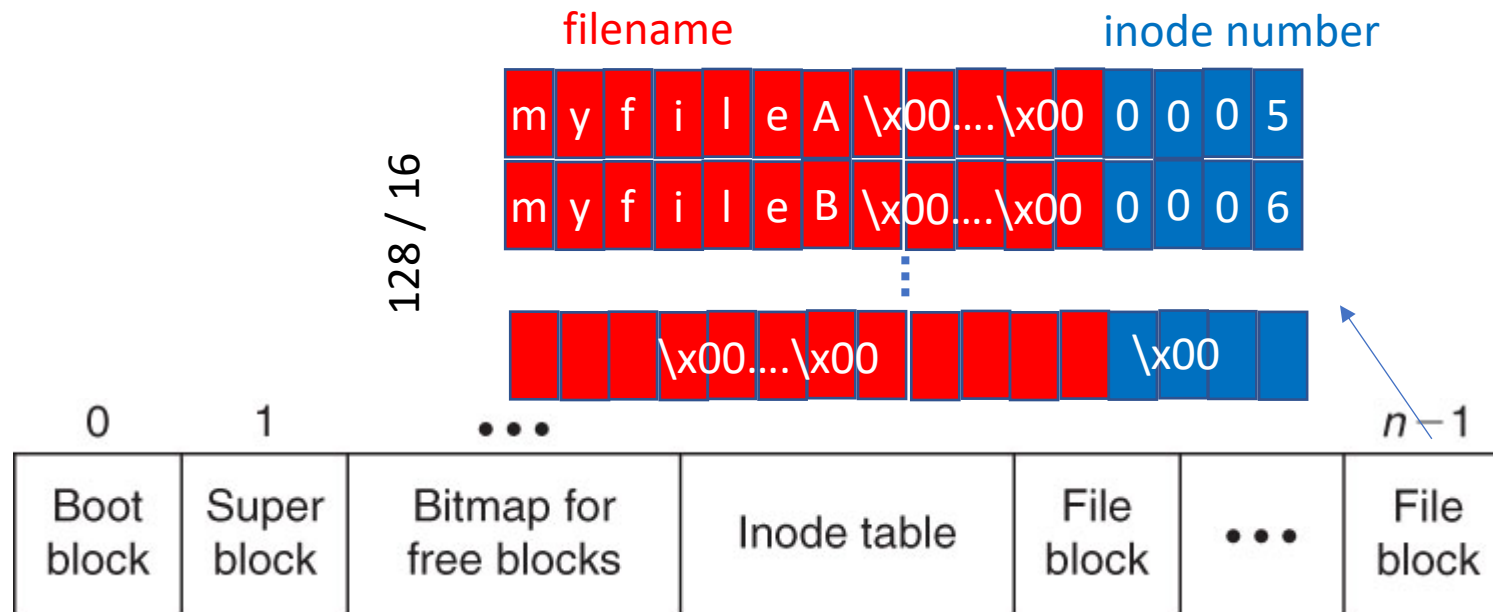 filename inode number
m y f i l e A \x00....\x00 0 0 0 5
m y f i l e B \x00....\x00 0 0 0 6
128 / 16
\x00....\x00 \x00
0 1 ••• n – 1
Boot block Super block Bitmap for free blocks Inode table File block ••• File block